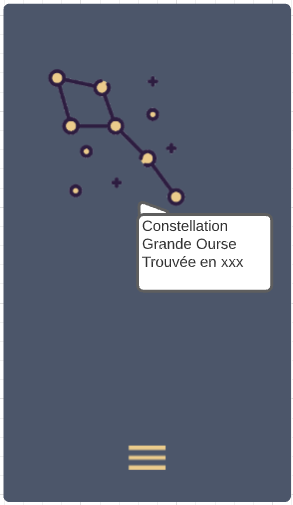 Constellation
Grande Ourse
Trouvée en xxx